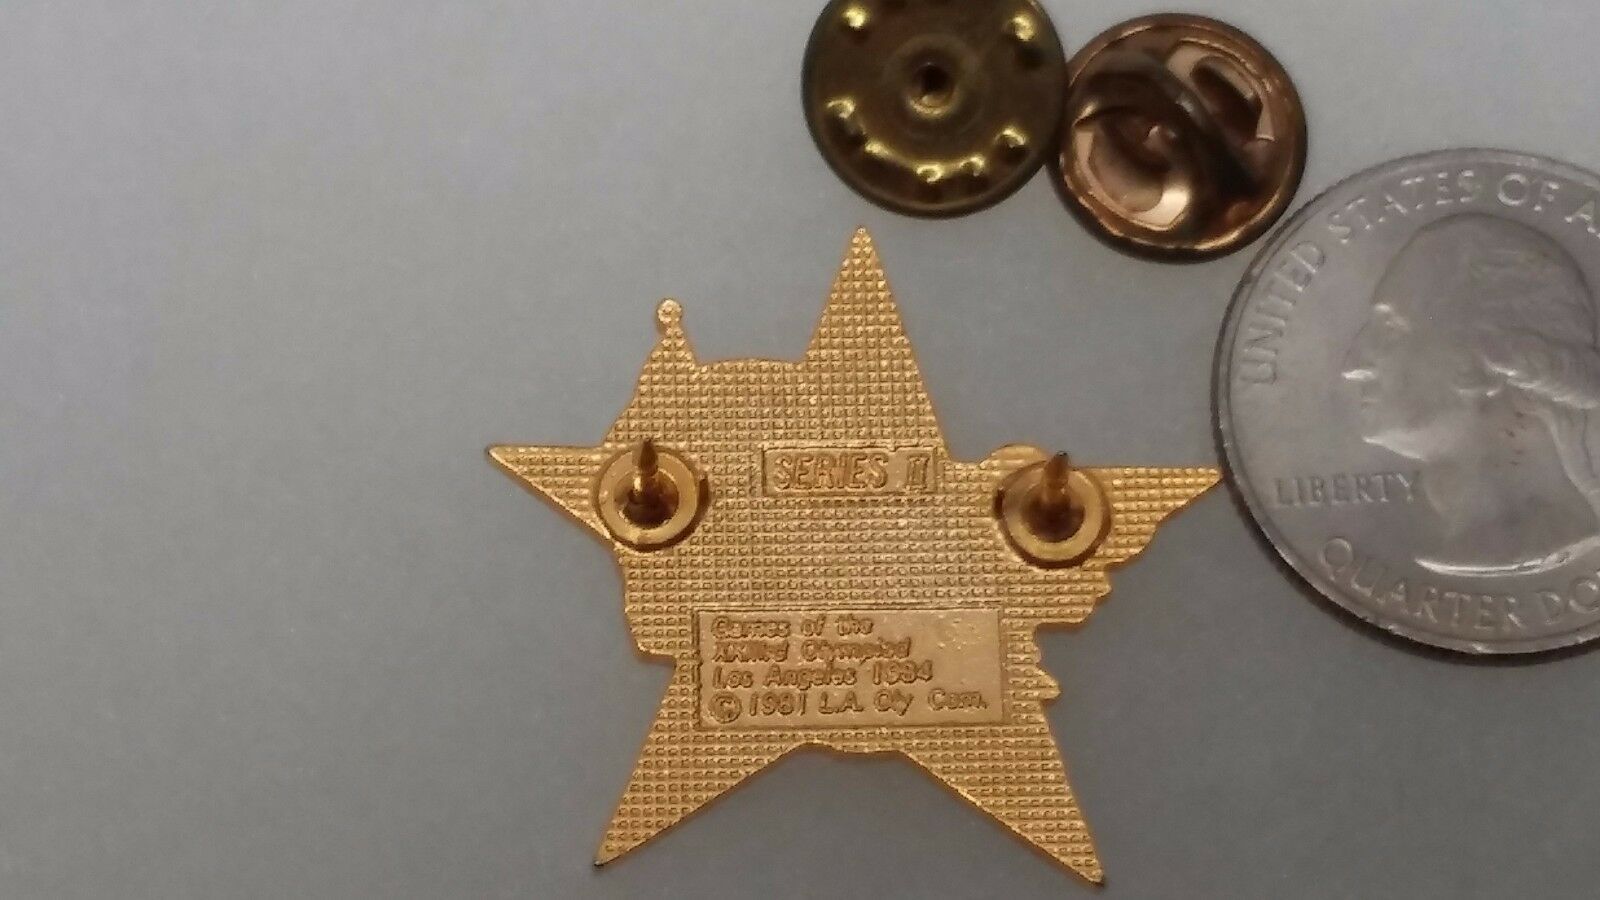 SERIES II
Games of the
XXIIIrd Olympiad
Los Angeles 1984
© 1981 L.A. Oly Com.
UNITED STATES OF A
LIBERTY
QUARTER DO